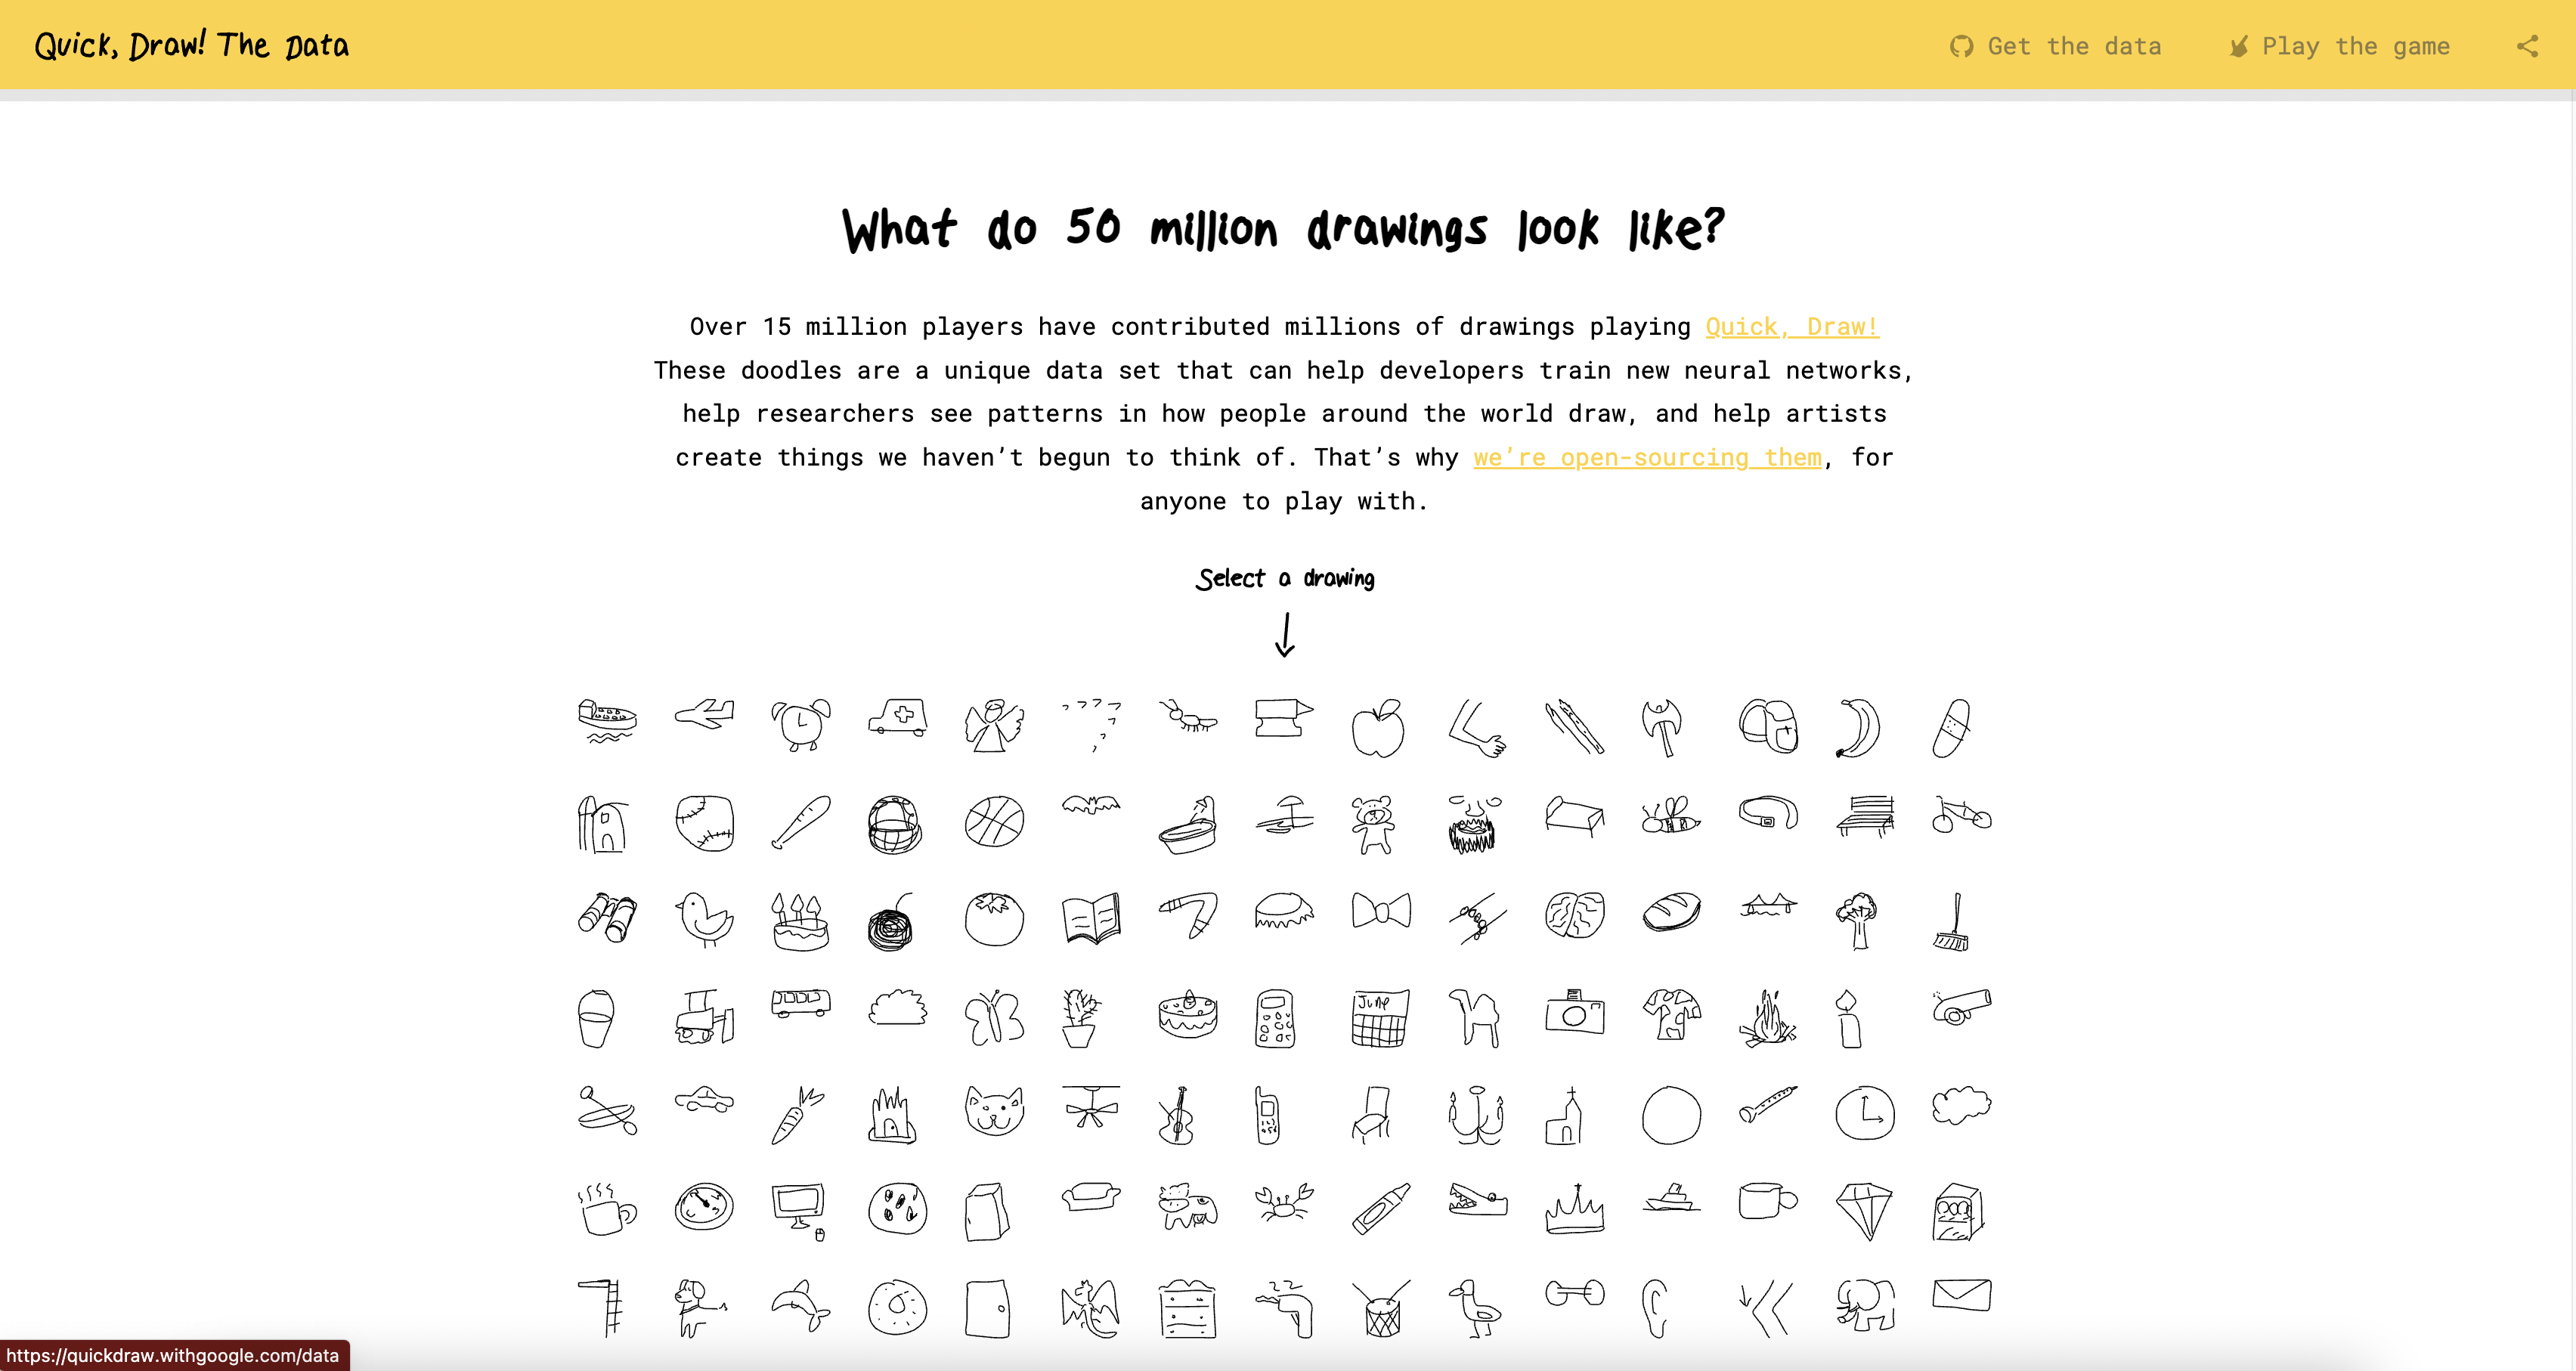 Quick, Draw! The Data
Get the data
Play the game
What do 50 million drawings look like?
Over 15 million players have contributed millions of drawings playing Quick, Draw!
These doodles are a unique data set that can help developers train new neural networks,
help researchers see patterns in how people around the world draw, and help artists
create things we haven’t begun to think of. That’s why we’re open-sourcing them, for
anyone to play with.
Select a drawing
June
https://quickdraw.withgoogle.com/data